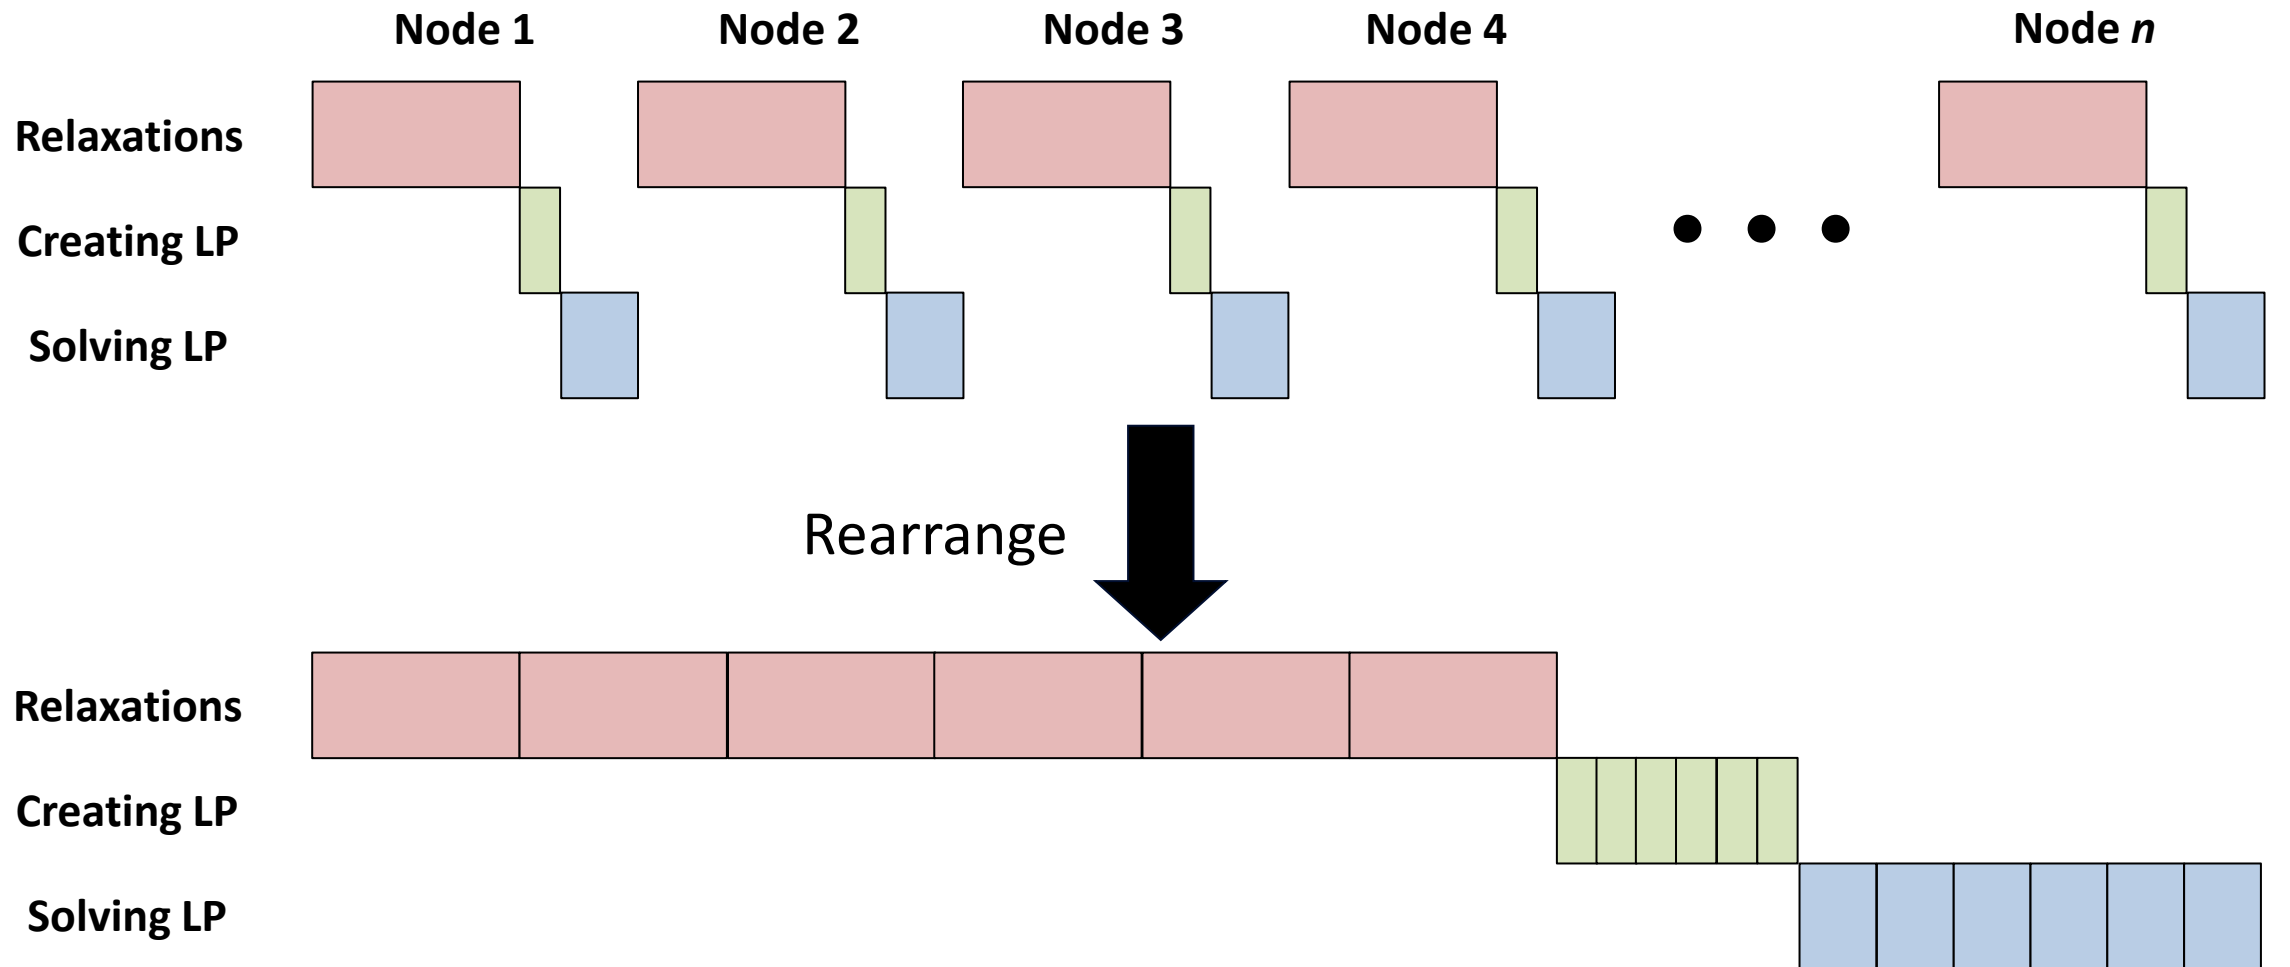 Node 1
Node 2
Node 3
Node 4
Node n
Relaxations
Creating LP
Solving LP
Rearrange
Relaxations
Creating LP
Solving LP